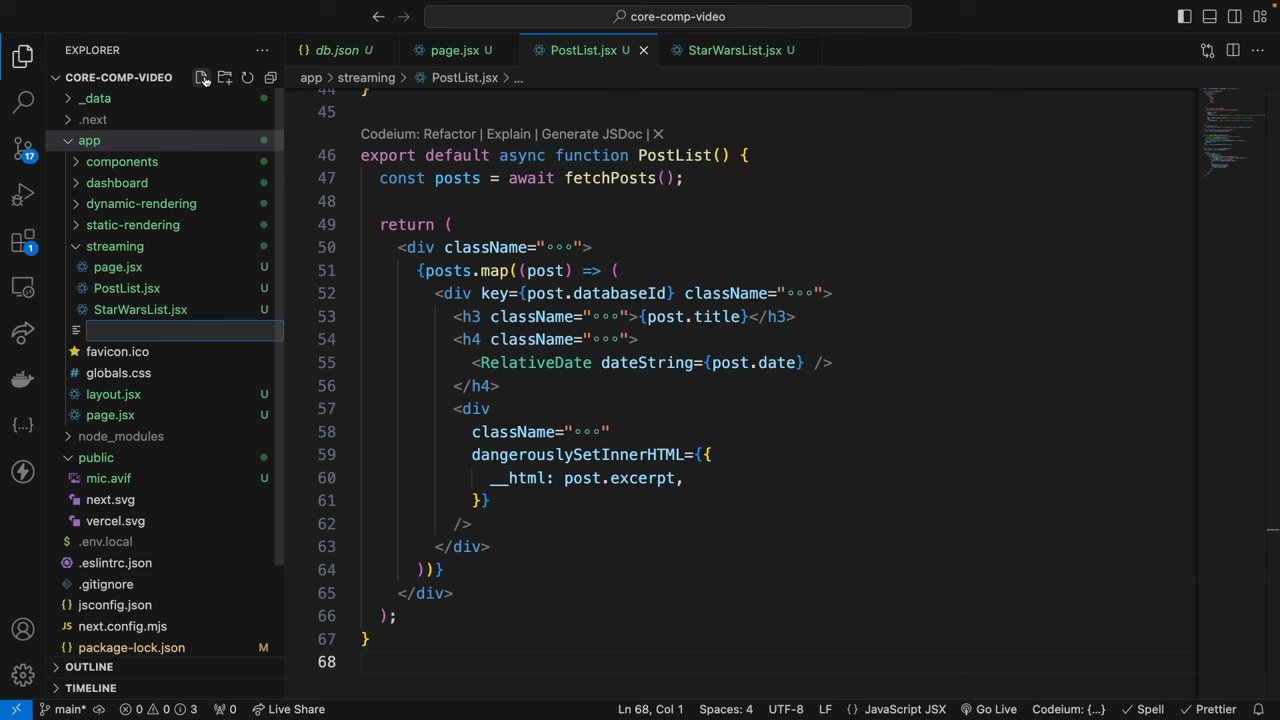 core-comp-video
EXPLORER
db.json U
page.jsx U
PostList.jsx U
StarWarsList.jsx U
CORE-COMP-VIDEO
app
streaming
PostList.jsx
...
_data
.next
app
components
dashboard
dynamic-rendering
static-rendering
streaming
page.jsx U
PostList.jsx U
StarWarsList.jsx U
favicon.ico
globals.css
layout.jsx U
page.jsx U
node_modules
public
mic.avif U
next.svg
vercel.svg
.env.local
.eslintrc.json
.gitignore
jsconfig.json
next.config.mjs
package-lock.json M
OUTLINE
TIMELINE
17
1
44 }
45
Codeium: Refactor | Explain | Generate JSDoc | X
46 export default async function PostList() {
47 const posts = await fetchPosts();
48
49 return (
50 <div className="∘∘∘">
51 {posts.map((post) => (
52 <div key={post.databaseId} className="∘∘∘">
53 <h3 className="∘∘∘">{post.title}</h3>
54 <h4 className="∘∘∘">
55 <RelativeDate dateString={post.date} />
56 </h4>
57 <div
58 className="∘∘∘"
59 dangerouslySetInnerHTML={{
60 __html: post.excerpt,
61 }}
62 />
63 </div>
64 ))}
65 </div>
66 );
67 }
68
main* 0 0 3 0 Live Share Ln 68, Col 1 Spaces: 4 UTF-8 LF {} JavaScript JSX Go Live Codeium: {...} Spell Prettier